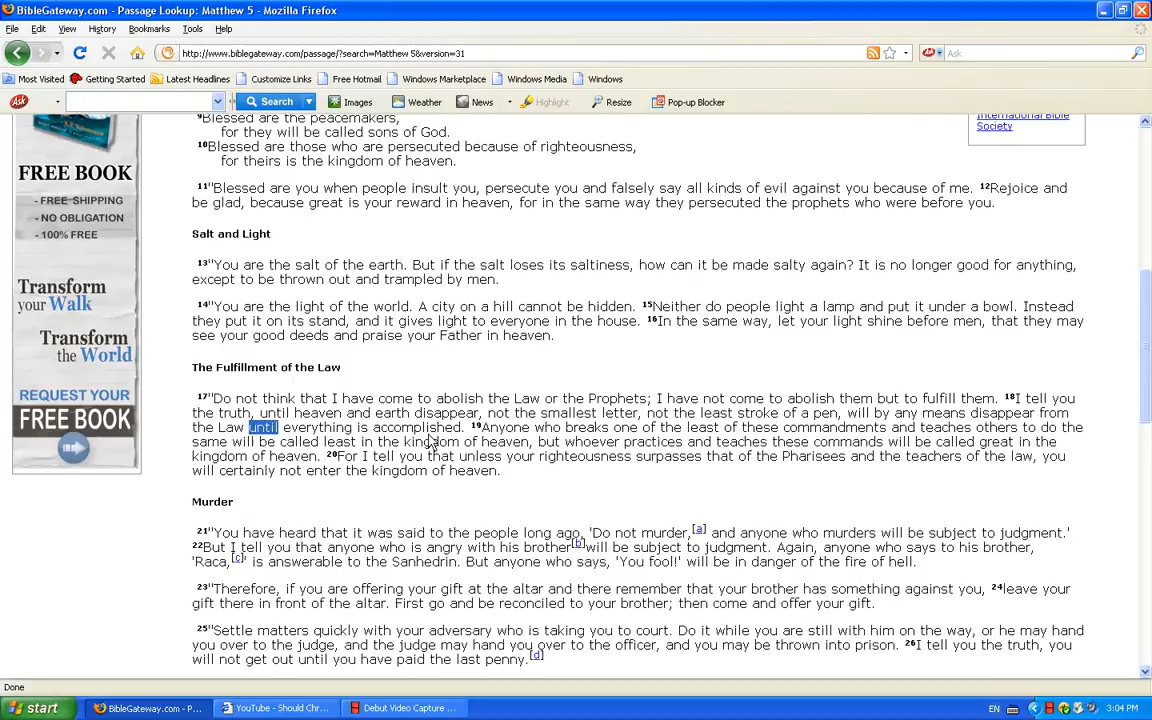 BibleGateway.com - Passage Lookup: Matthew 5 - Mozilla Firefox
File Edit View History Bookmarks Tools Help
http://www.biblegateway.com/passage/?search=Matthew 5&version=31
Ask
Most Visited Getting Started Latest Headlines Customize Links Free Hotmail Windows Marketplace Windows Media Windows
Ask Search Images Weather News Highlight Resize Pop-up Blocker
International Bible
Society
9Blessed are the peacemakers,
for they will be called sons of God.
10Blessed are those who are persecuted because of righteousness,
for theirs is the kingdom of heaven.
11"Blessed are you when people insult you, persecute you and falsely say all kinds of evil against you because of me. 12Rejoice and
be glad, because great is your reward in heaven, for in the same way they persecuted the prophets who were before you.
Salt and Light
13"You are the salt of the earth. But if the salt loses its saltiness, how can it be made salty again? It is no longer good for anything,
except to be thrown out and trampled by men.
14"You are the light of the world. A city on a hill cannot be hidden. 15Neither do people light a lamp and put it under a bowl. Instead
they put it on its stand, and it gives light to everyone in the house. 16In the same way, let your light shine before men, that they may
see your good deeds and praise your Father in heaven.
The Fulfillment of the Law
17"Do not think that I have come to abolish the Law or the Prophets; I have not come to abolish them but to fulfill them. 18I tell you
the truth, until heaven and earth disappear, not the smallest letter, not the least stroke of a pen, will by any means disappear from
the Law until everything is accomplished. 19Anyone who breaks one of the least of these commandments and teaches others to do the
same will be called least in the kingdom of heaven, but whoever practices and teaches these commands will be called great in the
kingdom of heaven. 20For I tell you that unless your righteousness surpasses that of the Pharisees and the teachers of the law, you
will certainly not enter the kingdom of heaven.
Murder
21"You have heard that it was said to the people long ago, 'Do not murder,[a] and anyone who murders will be subject to judgment.'
22But I tell you that anyone who is angry with his brother[b]will be subject to judgment. Again, anyone who says to his brother,
'Raca,[c]' is answerable to the Sanhedrin. But anyone who says, 'You fool!' will be in danger of the fire of hell.
23"Therefore, if you are offering your gift at the altar and there remember that your brother has something against you, 24leave your
gift there in front of the altar. First go and be reconciled to your brother; then come and offer your gift.
25"Settle matters quickly with your adversary who is taking you to court. Do it while you are still with him on the way, or he may hand
you over to the judge, and the judge may hand you over to the officer, and you may be thrown into prison. 26I tell you the truth, you
will not get out until you have paid the last penny.[d]
FREE BOOK
- FREE SHIPPING
- NO OBLIGATION
- 100% FREE
Transform
your Walk
Transform
the World
REQUEST YOUR
FREE BOOK
Done
start BibleGateway.com - P... YouTube - Should Chr... Debut Video Capture ... EN 3:04 PM